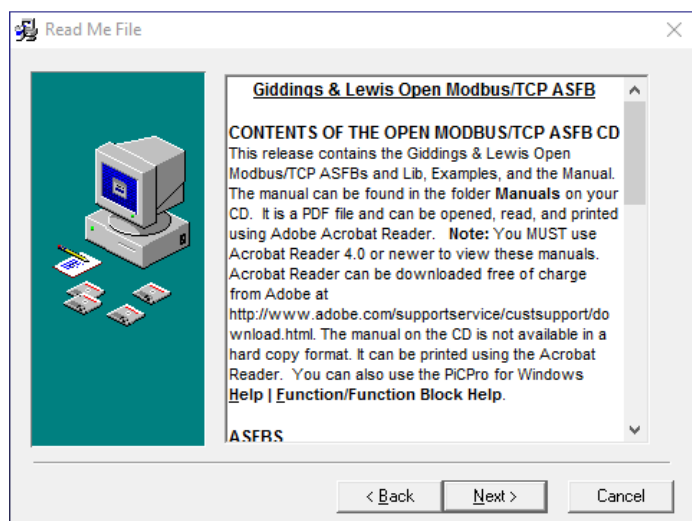 Read Me File
Giddings & Lewis Open Modbus/TCP ASFB
CONTENTS OF THE OPEN MODBUS/TCP ASFB CD
This release contains the Giddings & Lewis Open
Modbus/TCP ASFBs and Lib, Examples, and the Manual.
The manual can be found in the folder Manuals on your
CD. It is a PDF file and can be opened, read, and printed
using Adobe Acrobat Reader. Note: You MUST use
Acrobat Reader 4.0 or newer to view these manuals.
Acrobat Reader can be downloaded free of charge
from Adobe at
http://www.adobe.com/supportservice/custsupport/do
wnload.html. The manual on the CD is not available in a
hard copy format. It can be printed using the Acrobat
Reader. You can also use the PiCPro for Windows
Help | Function/Function Block Help.
ASFBS
< Back
Next >
Cancel